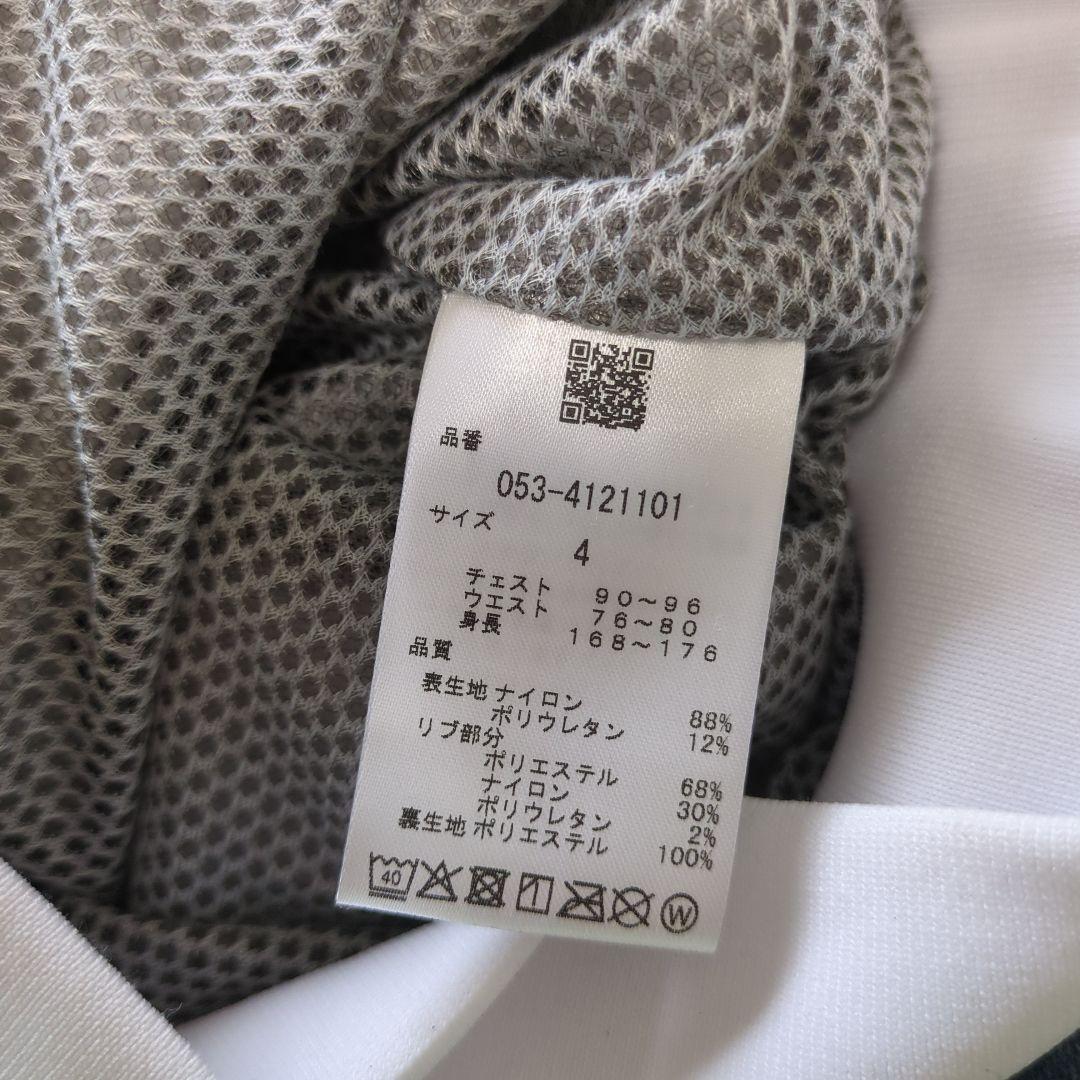 品番
053-4121101
サイズ
4
チェスト 90～96
ウエスト 76～80
身長 168～176
品質
表生地 ナイロン 88%
ポリウレタン 12%
リブ部分
ポリエステル 68%
ナイロン 30%
ポリウレタン 2%
裏生地 ポリエステル 100%
40
W